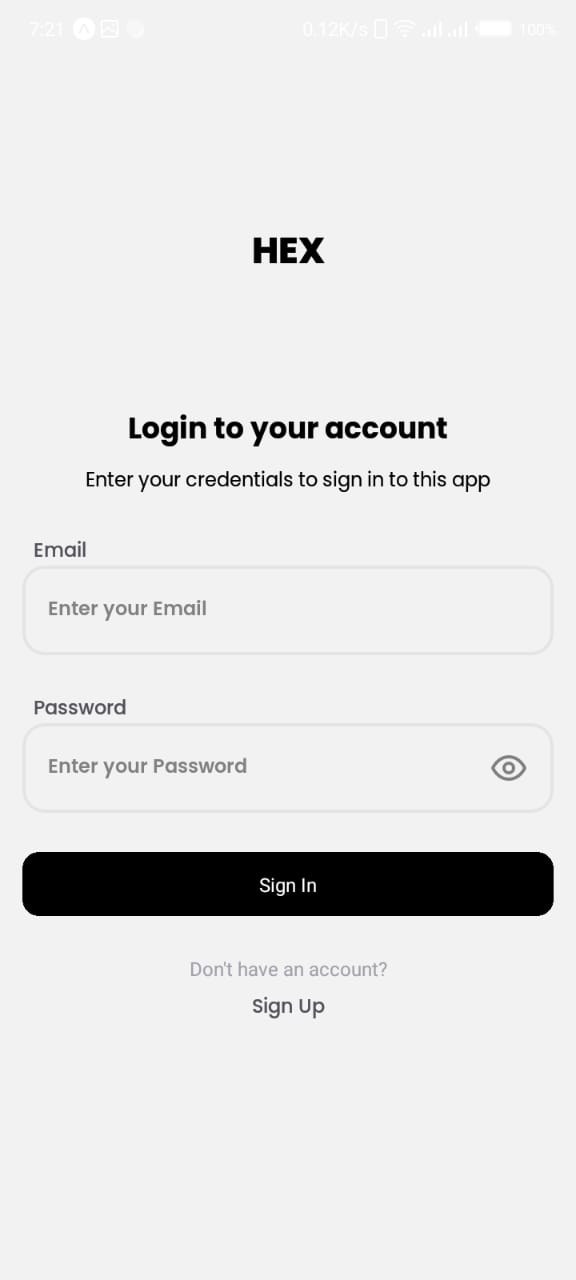 7:21 0.12K/s 100%
HEX
Login to your account
Enter your credentials to sign in to this app
Email
Enter your Email
Password
Enter your Password
Sign In
Don't have an account?
Sign Up